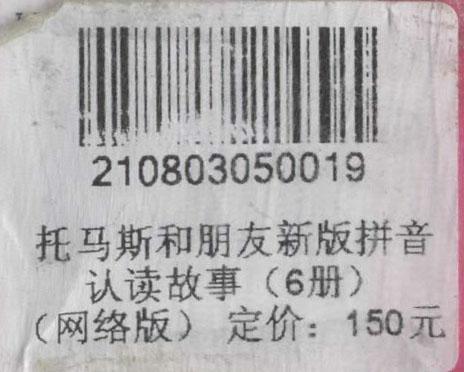 210803050019
托马斯和朋友新版拼音
认读故事（6册）
（网络版） 定价：150元